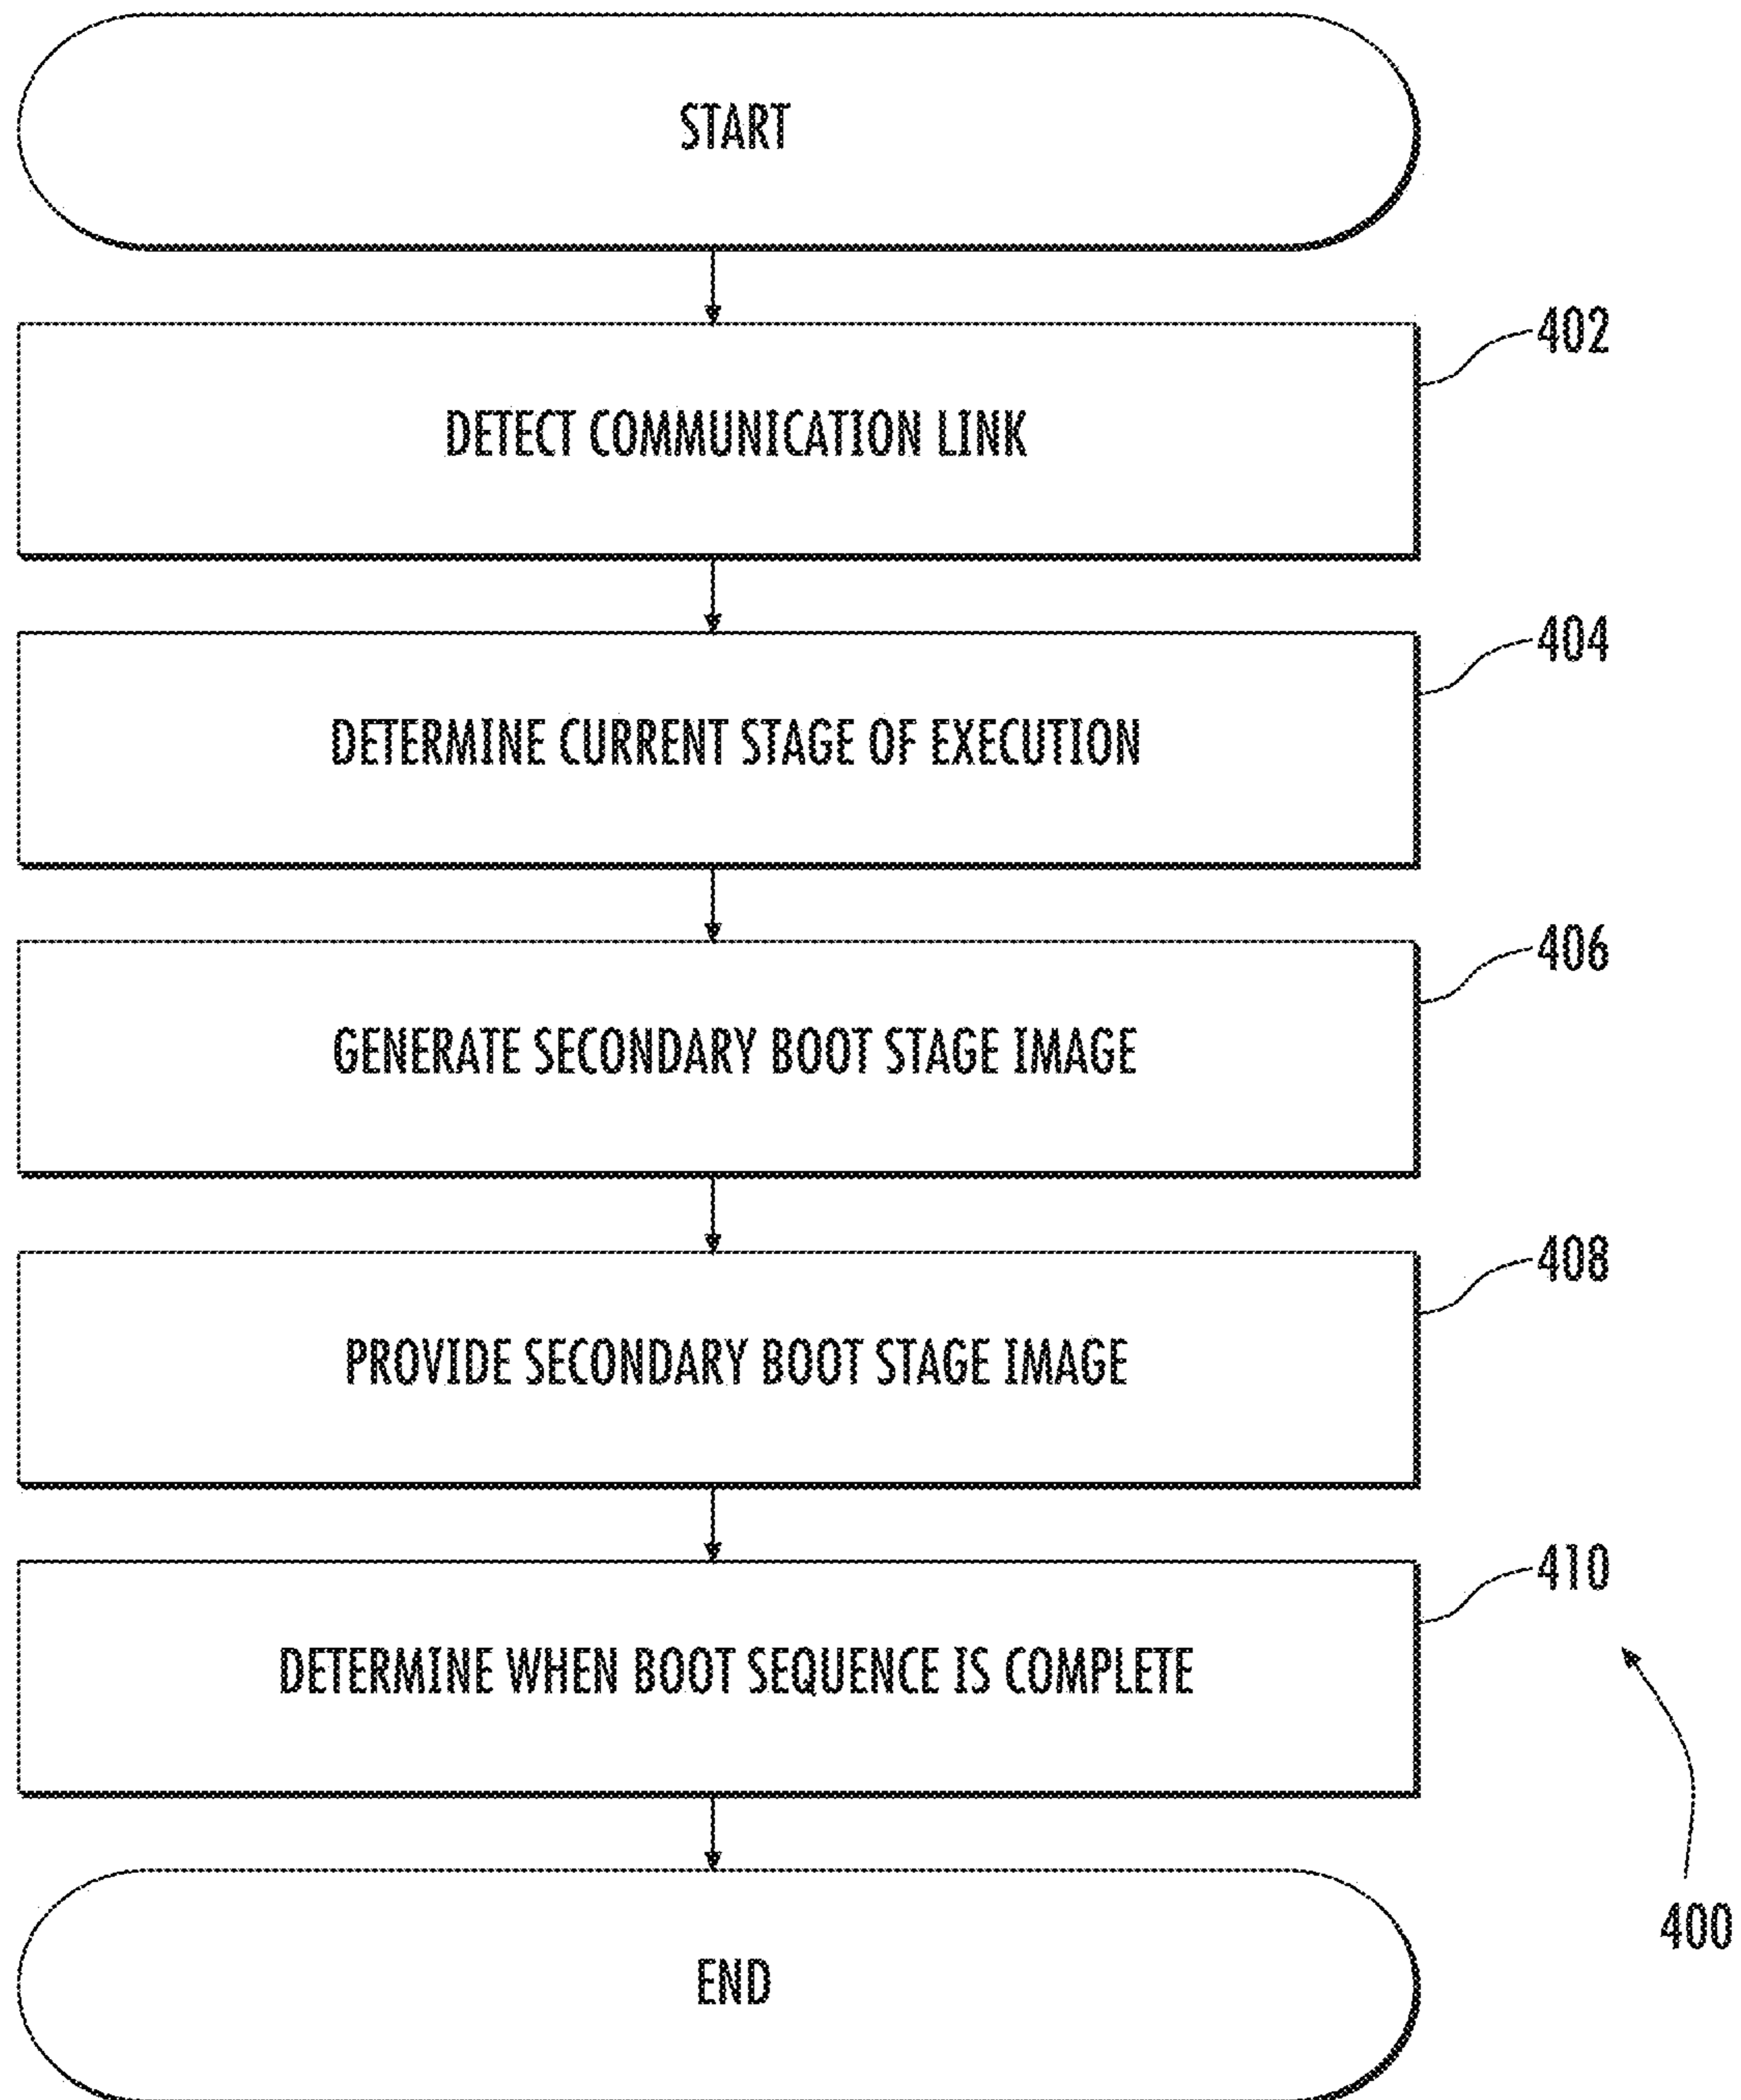 START
402
DETECT COMMUNICATION LINK
404
DETERMINE CURRENT STAGE OF EXECUTION
406
GENERATE SECONDARY BOOT STAGE IMAGE
408
PROVIDE SECONDARY BOOT STAGE IMAGE
410
DETERMINE WHEN BOOT SEQUENCE IS COMPLETE
400
END